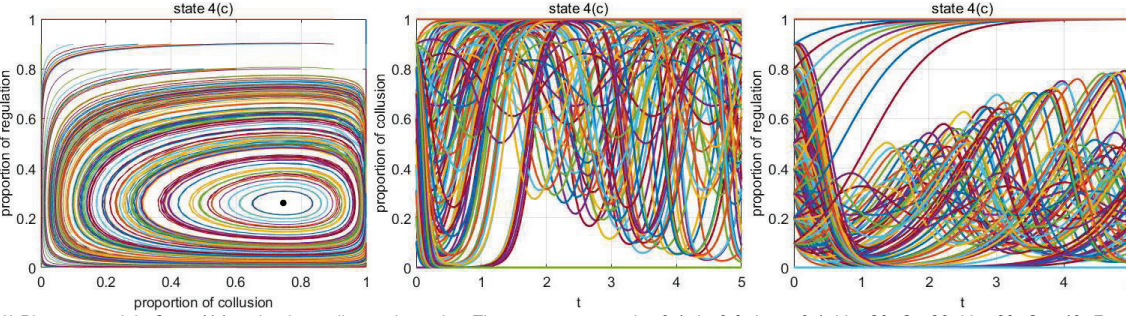 state 4(c)
1
0.8
0.6
0.4
0.2
0
0 0.2 0.4 0.6 0.8 1
proportion of regulation
proportion of collusion
state 4(c)
1
0.8
0.6
0.4
0.2
0
0 1 2 3 4 5
proportion of collusion
t
state 4(c)
1
0.8
0.6
0.4
0.2
0
0 1 2 3 4
proportion of regulation
t